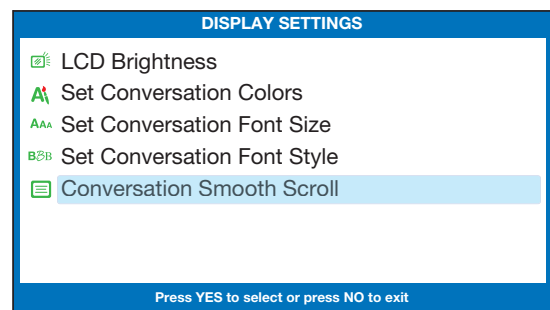 DISPLAY SETTINGS
LCD Brightness
Set Conversation Colors
Set Conversation Font Size
Set Conversation Font Style
Conversation Smooth Scroll
Press YES to select or press NO to exit